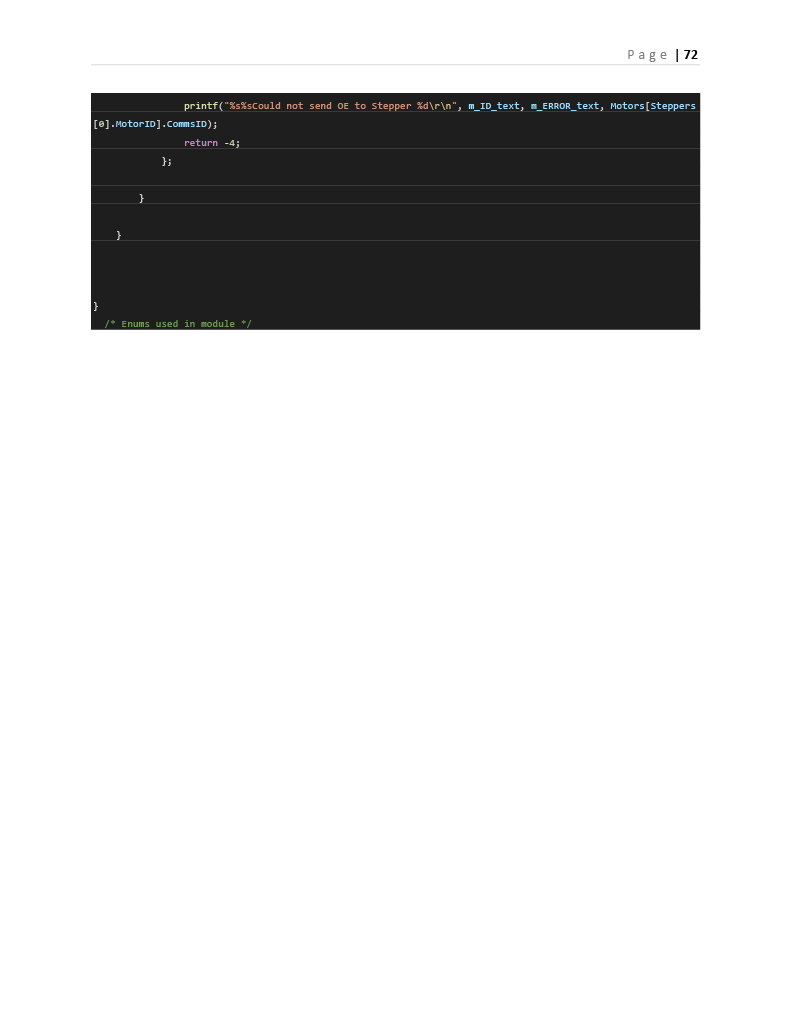 Page | 72
printf("%s%sCould not send OE to Stepper %d\r\n", m_ID_text, m_ERROR_text, Motors[Steppers
[0].MotorID].CommsID);
return -4;
};
}
}
}
/* Enums used in module */